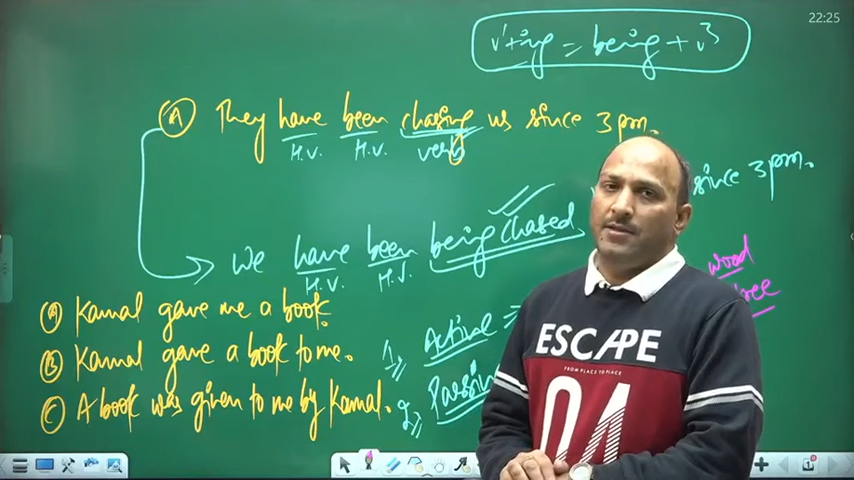 22:25
v¹+ing = being + v³
(A) They have been chasing us since 3 pm.
H.V. H.V. verb
We have been being chased since 3 pm.
H.V. H.V.
wood
(A) Kamal gave me a book.
(B) Kamal gave a book to me.
(C) A book was given to me by Kamal.
1, Active =
2,
ESCAPE
FROM PLACE TO PLACE
04